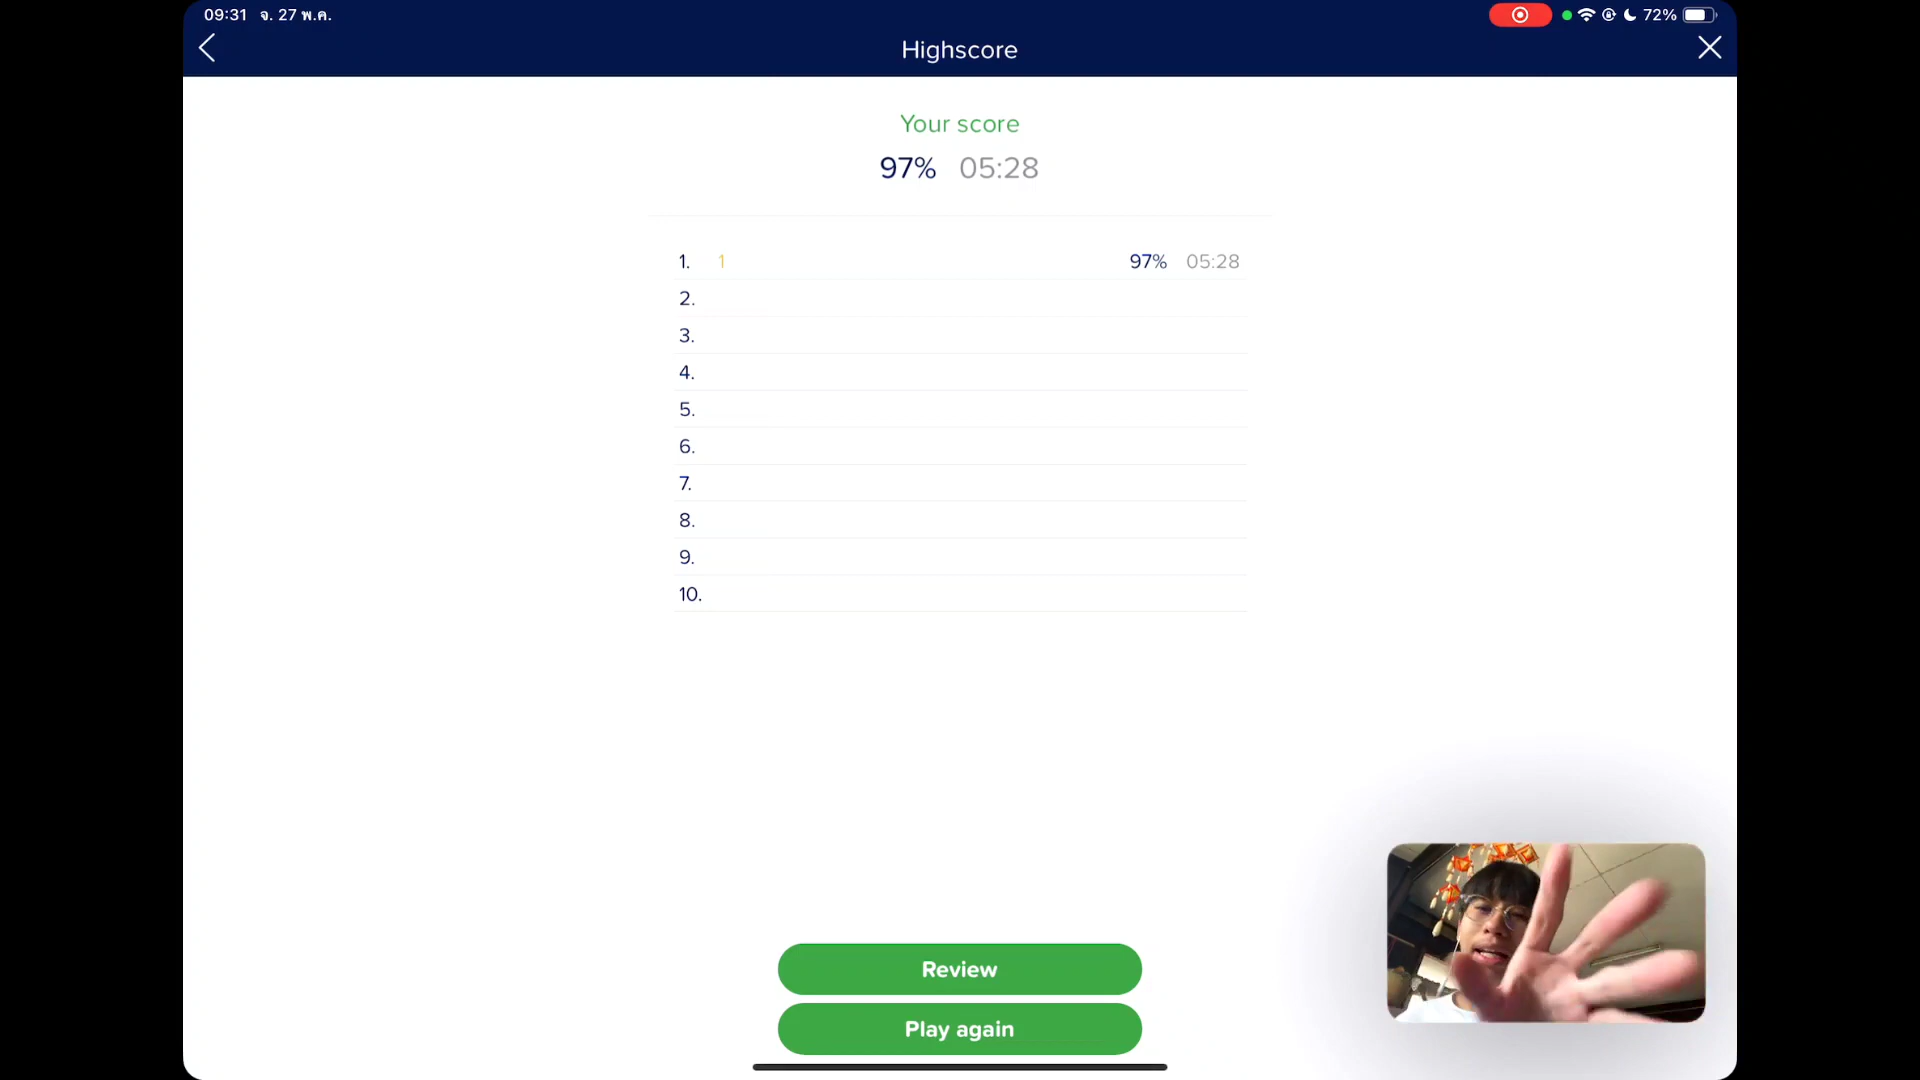 09:31 จ. 27 พ.ค.
72%
Highscore
Your score
97% 05:28
1. 1 97% 05:28
2.
3.
4.
5.
6.
7.
8.
9.
10.
Review
Play again